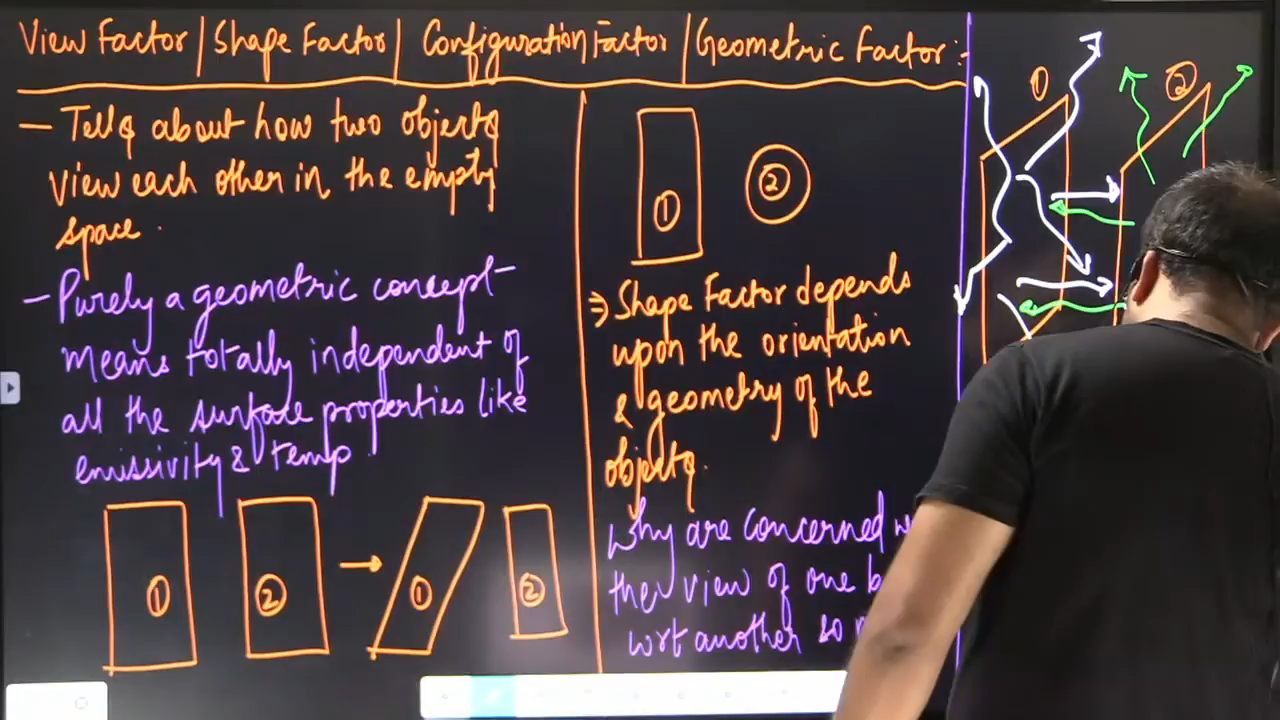 View Factor | Shape Factor | Configuration Factor | Geometric Factor :-
- Tells about how two objects
view each other in the empty
space.
- Purely a geometric concept -
means totally independent of
all the surface properties like
emissivity & temp.
1
2
1
2
1
2
⇒ Shape Factor depends
upon the orientation
& geometry of the
objects.
Why are concerned
the view of one
wrt another so
1
2